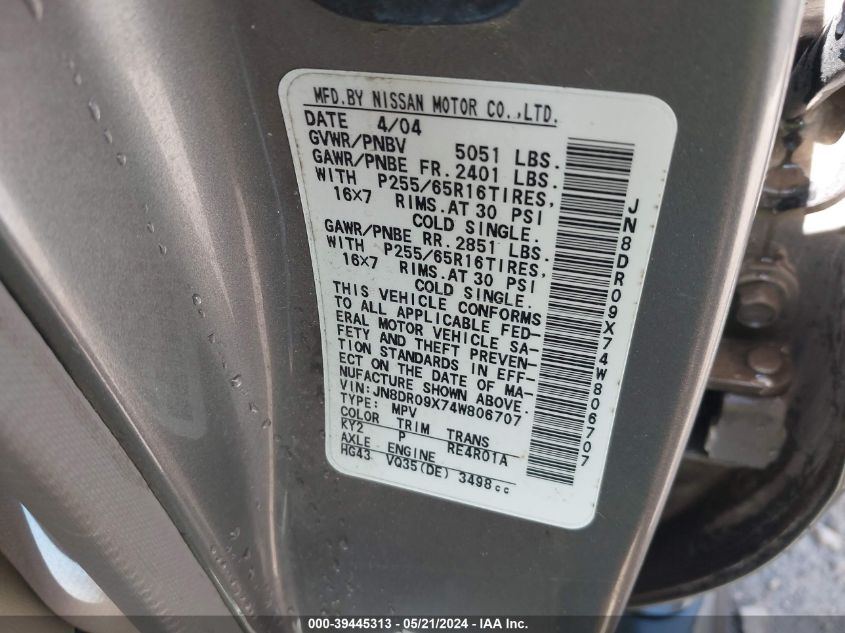 MFD.BY NISSAN MOTOR CO.,LTD.
DATE 4/04
GVWR/PNBV 5051 LBS.
GAWR/PNBE FR.2401 LBS.
WITH P255/65R16TIRES,
16X7 RIMS.AT 30 PSI
COLD SINGLE.
GAWR/PNBE RR.2851 LBS.
WITH P255/65R16TIRES,
16X7 RIMS.AT 30 PSI
COLD SINGLE.
THIS VEHICLE CONFORMS
TO ALL APPLICABLE FED-
ERAL MOTOR VEHICLE SA-
FETY AND THEFT PREVEN-
TION STANDARDS IN EFF-
ECT ON THE DATE OF MA-
NUFACTURE SHOWN ABOVE.
VIN:JN8DR09X74W806707
TYPE: MPV
COLOR TRIM TRANS
KY2 P RE4R01A
AXLE ENGINE
HG43 VQ35(DE) 3498cc
JN8DR09X74W806707
000-39445313 - 05/21/2024 - IAA Inc.